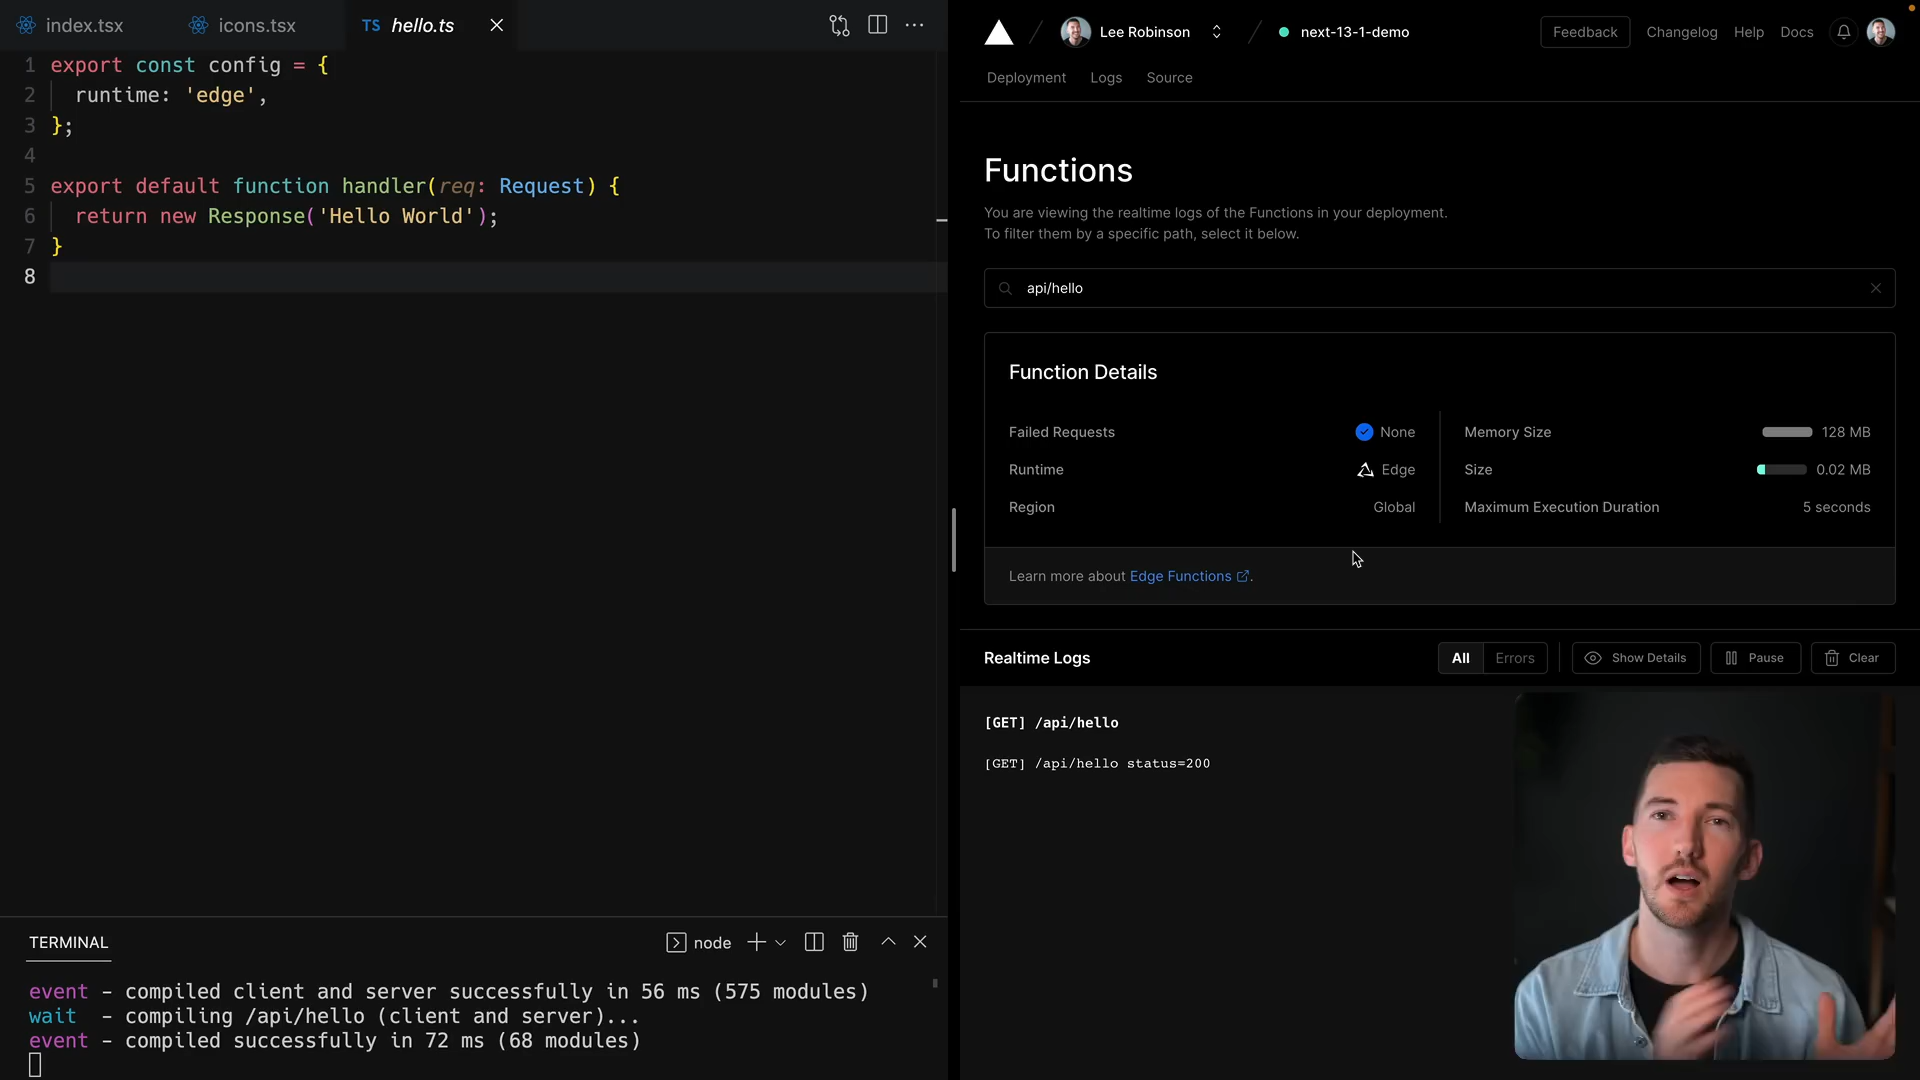 index.tsx
icons.tsx
TS hello.ts
1 export const config = {
2 runtime: 'edge',
3 };
4
5 export default function handler(req: Request) {
6 return new Response('Hello World');
7 }
8
TERMINAL
node
event - compiled client and server successfully in 56 ms (575 modules)
wait - compiling /api/hello (client and server)...
event - compiled successfully in 72 ms (68 modules)
Lee Robinson
next-13-1-demo
Feedback
Changelog
Help
Docs
Deployment
Logs
Source
Functions
You are viewing the realtime logs of the Functions in your deployment.
To filter them by a specific path, select it below.
api/hello
Function Details
Failed Requests None
Runtime Edge
Region Global
Memory Size 128 MB
Size 0.02 MB
Maximum Execution Duration 5 seconds
Learn more about Edge Functions .
Realtime Logs
All
Errors
Show Details
Pause
Clear
[GET] /api/hello
[GET] /api/hello status=200